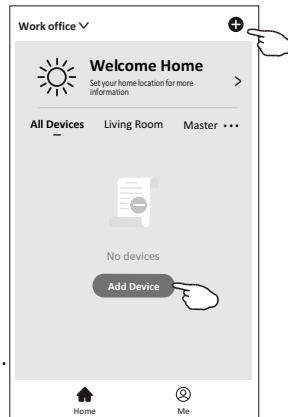 Work office
Welcome Home
Set your home location for more
information
All Devices Living Room Master ...
No devices
Add Device
.
Home Me